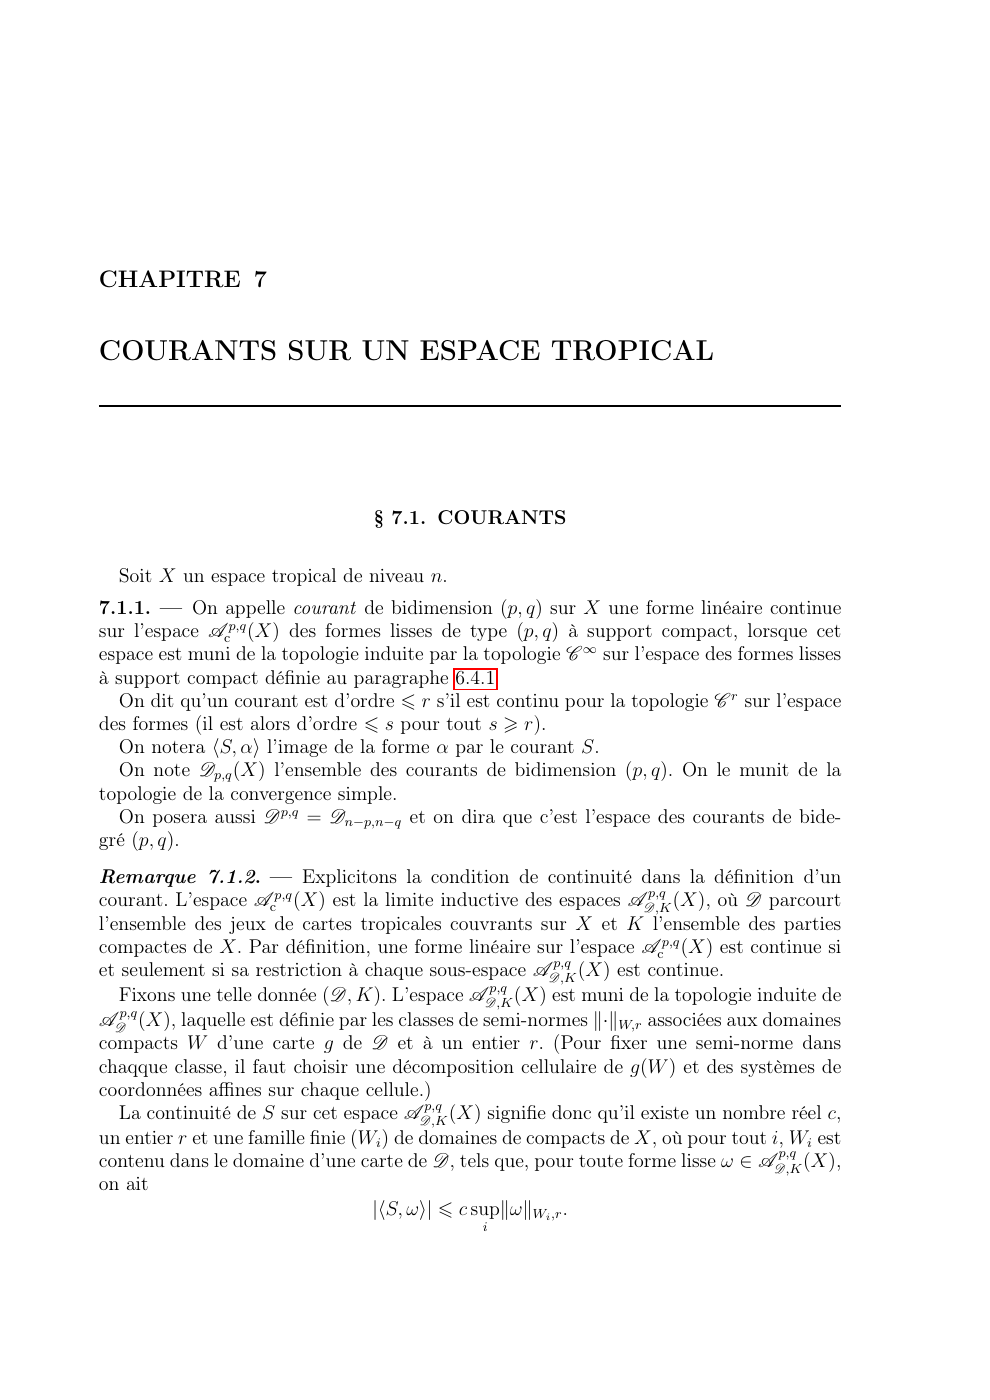 CHAPITRE 7
COURANTS SUR UN ESPACE TROPICAL
§ 7.1. COURANTS
Soit X un espace tropical de niveau n.
7.1.1. — On appelle courant de bidimension (p, q) sur X une forme linéaire continue
sur l'espace 𝒜_c^{p,q}(X) des formes lisses de type (p, q) à support compact, lorsque cet
espace est muni de la topologie induite par la topologie 𝒞^∞ sur l'espace des formes lisses
à support compact définie au paragraphe 6.4.1
On dit qu'un courant est d'ordre ⩽ r s'il est continu pour la topologie 𝒞^r sur l'espace
des formes (il est alors d'ordre ⩽ s pour tout s ⩾ r).
On notera ⟨S, α⟩ l'image de la forme α par le courant S.
On note 𝒟_{p,q}(X) l'ensemble des courants de bidimension (p, q). On le munit de la
topologie de la convergence simple.
On posera aussi 𝒟^{p,q} = 𝒟_{n−p,n−q} et on dira que c'est l'espace des courants de bide-
gré (p, q).
Remarque 7.1.2. — Explicitons la condition de continuité dans la définition d'un
courant. L'espace 𝒜_c^{p,q}(X) est la limite inductive des espaces 𝒜_{𝒟,K}^{p,q}(X), où 𝒟 parcourt
l'ensemble des jeux de cartes tropicales couvrants sur X et K l'ensemble des parties
compactes de X. Par définition, une forme linéaire sur l'espace 𝒜_c^{p,q}(X) est continue si
et seulement si sa restriction à chaque sous-espace 𝒜_{𝒟,K}^{p,q}(X) est continue.
Fixons une telle donnée (𝒟, K). L'espace 𝒜_{𝒟,K}^{p,q}(X) est muni de la topologie induite de
𝒜_𝒟^{p,q}(X), laquelle est définie par les classes de semi-normes ‖·‖_{W,r} associées aux domaines
compacts W d'une carte g de 𝒟 et à un entier r. (Pour fixer une semi-norme dans
chaqque classe, il faut choisir une décomposition cellulaire de g(W) et des systèmes de
coordonnées affines sur chaque cellule.)
La continuité de S sur cet espace 𝒜_{𝒟,K}^{p,q}(X) signifie donc qu'il existe un nombre réel c,
un entier r et une famille finie (W_i) de domaines de compacts de X, où pour tout i, W_i est
contenu dans le domaine d'une carte de 𝒟, tels que, pour toute forme lisse ω ∈ 𝒜_{𝒟,K}^{p,q}(X),
on ait
|⟨S, ω⟩| ⩽ c sup_i ‖ω‖_{W_i,r}.